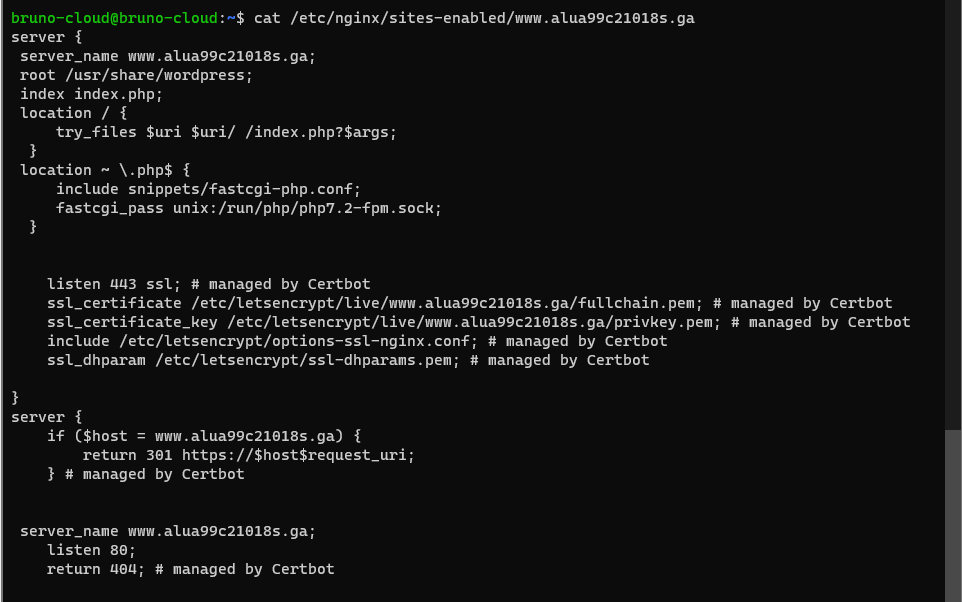 bruno-cloud@bruno-cloud:~$ cat /etc/nginx/sites-enabled/www.alua99c21018s.ga
server {
 server_name www.alua99c21018s.ga;
 root /usr/share/wordpress;
 index index.php;
 location / {
     try_files $uri $uri/ /index.php?$args;
  }
 location ~ \.php$ {
     include snippets/fastcgi-php.conf;
     fastcgi_pass unix:/run/php/php7.2-fpm.sock;
  }
    listen 443 ssl; # managed by Certbot
    ssl_certificate /etc/letsencrypt/live/www.alua99c21018s.ga/fullchain.pem; # managed by Certbot
    ssl_certificate_key /etc/letsencrypt/live/www.alua99c21018s.ga/privkey.pem; # managed by Certbot
    include /etc/letsencrypt/options-ssl-nginx.conf; # managed by Certbot
    ssl_dhparam /etc/letsencrypt/ssl-dhparams.pem; # managed by Certbot
}
server {
    if ($host = www.alua99c21018s.ga) {
        return 301 https://$host$request_uri;
    } # managed by Certbot
 server_name www.alua99c21018s.ga;
    listen 80;
    return 404; # managed by Certbot